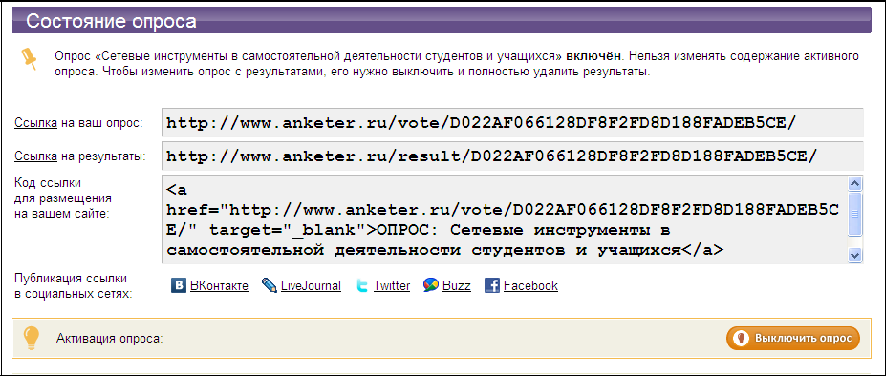 Состояние опроса
Опрос «Сетевые инструменты в самостоятельной деятельности студентов и учащихся» включён. Нельзя изменять содержание активного
опроса. Чтобы изменить опрос с результатами, его нужно выключить и полностью удалить результаты.
Ссылка на ваш опрос: http://www.anketer.ru/vote/D022AF066128DF8F2FD8D188FADEB5CE/
Ссылка на результаты: http://www.anketer.ru/result/D022AF066128DF8F2FD8D188FADEB5CE/
Код ссылки
для размещения
на вашем сайте:
<a
href="http://www.anketer.ru/vote/D022AF066128DF8F2FD8D188FADEB5C
E/" target="_blank">ОПРОС: Сетевые инструменты в
самостоятельной деятельности студентов и учащихся</a>
Публикация ссылки
в социальных сетях:
ВКонтакте LiveJournal Twitter Buzz Facebook
Активация опроса: Выключить опрос